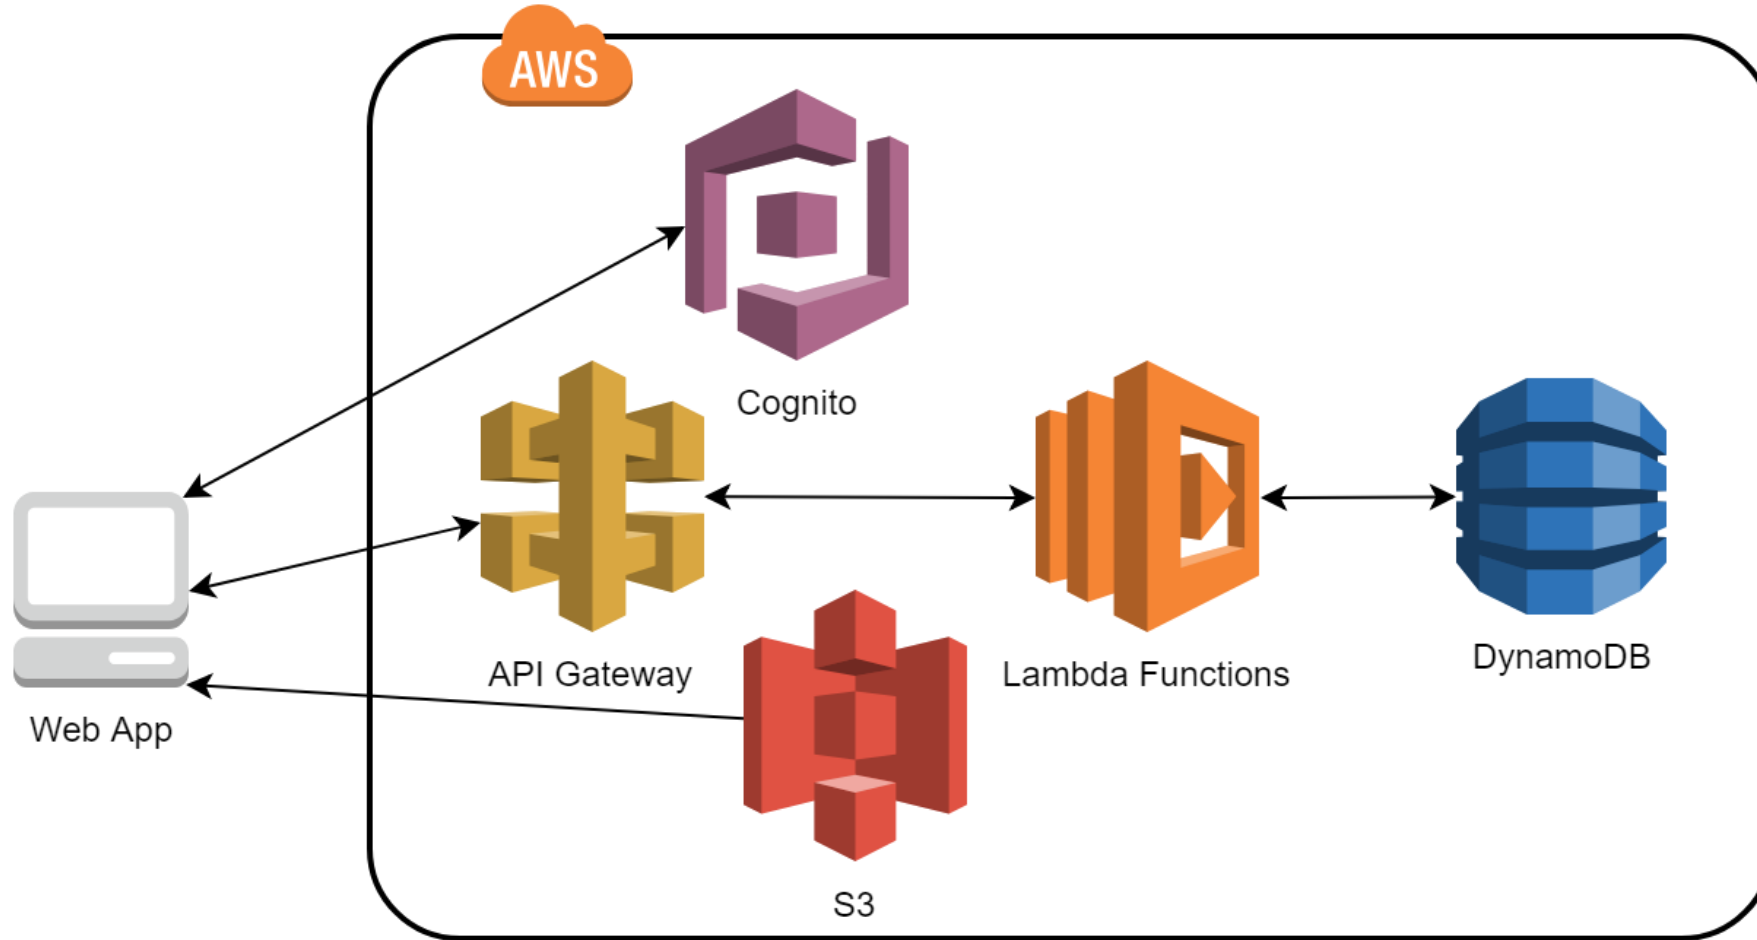 AWS
Cognito
API Gateway
Lambda Functions
DynamoDB
Web App
S3